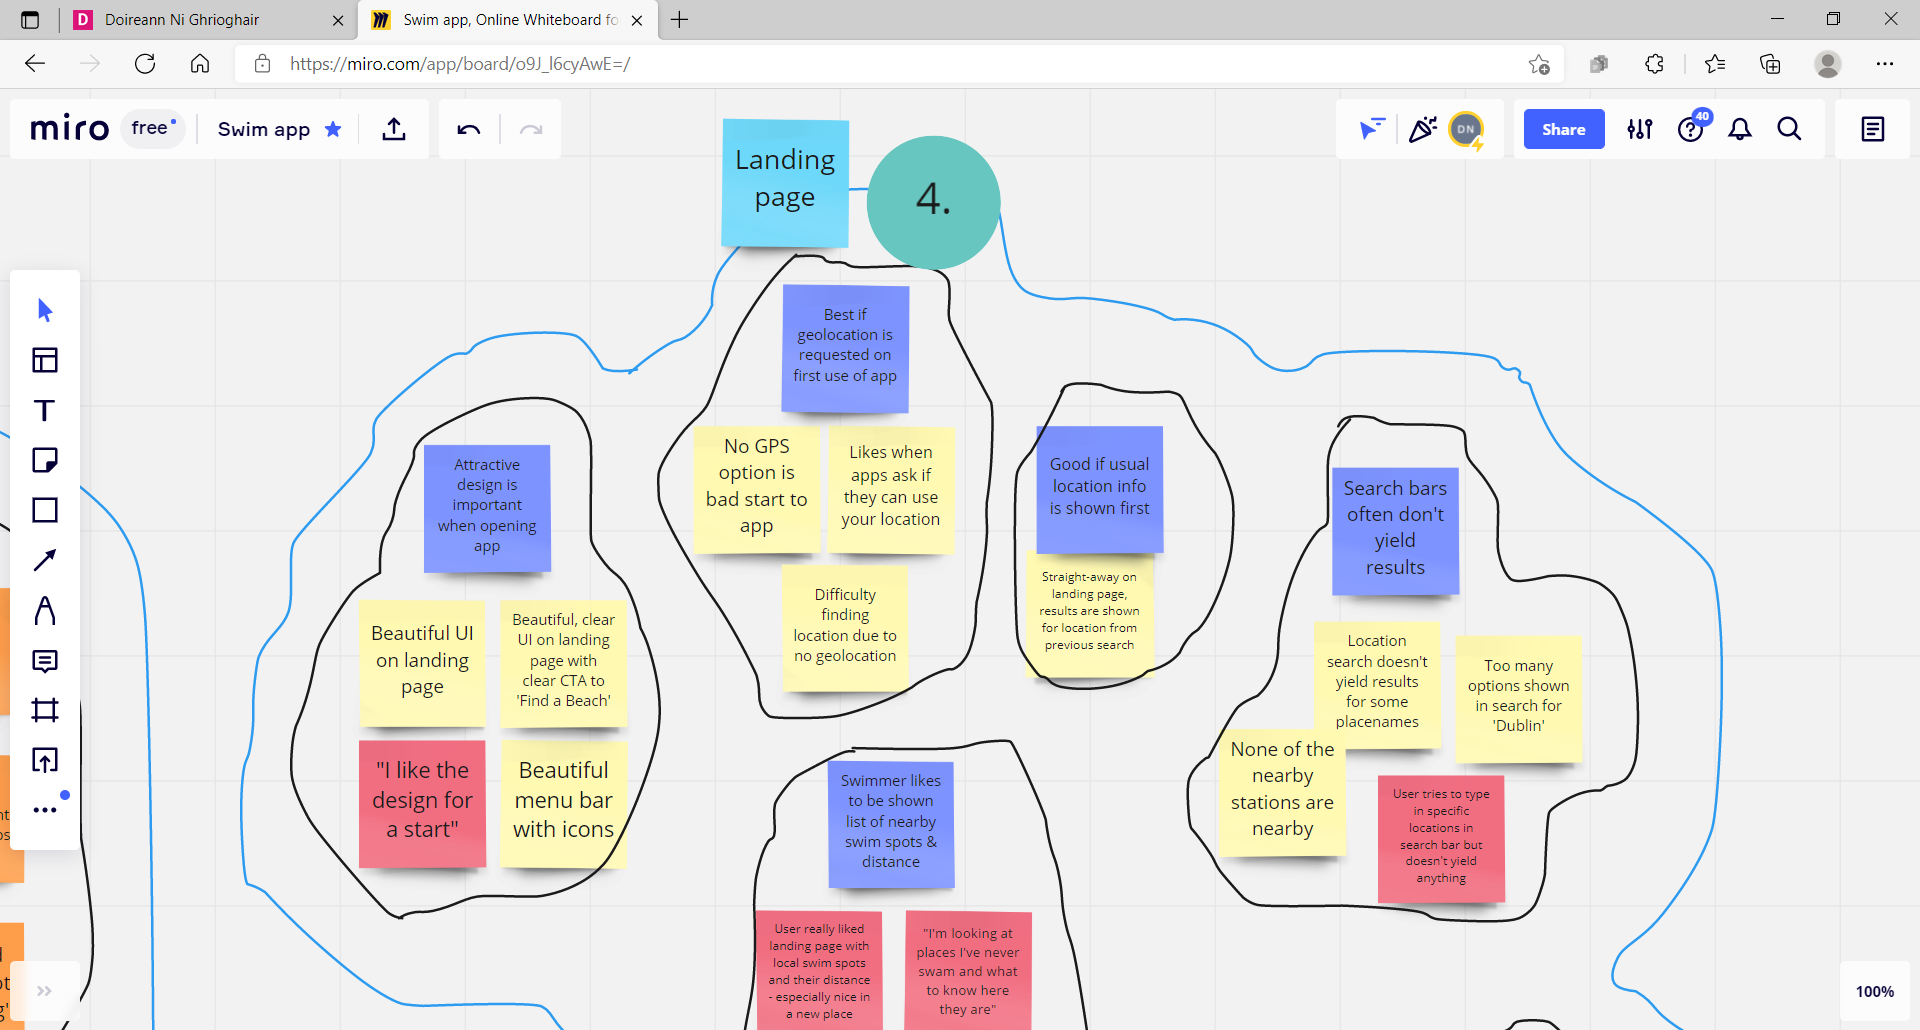 Doireann Ni Ghrioghair
Swim app, Online Whiteboard fo
https://miro.com/app/board/o9J_l6cyAwE=/
miro
free
Swim app
DN
Share
40
Landing
page
4.
Best if
geolocation is
requested on
first use of app
No GPS
option is
bad start to
app
Likes when
apps ask if
they can use
your location
Difficulty
finding
location due to
no geolocation
Attractive
design is
important
when opening
app
Beautiful UI
on landing
page
Beautiful, clear
UI on landing
page with
clear CTA to
'Find a Beach'
"I like the
design for
a start"
Beautiful
menu bar
with icons
Good if usual
location info
is shown first
Straight-away on
landing page,
results are shown
for location from
previous search
Search bars
often don't
yield
results
Location
search doesn't
yield results
for some
placenames
Too many
options shown
in search for
'Dublin'
None of the
nearby
stations are
nearby
User tries to type
in specific
locations in
search bar but
doesn't yield
anything
Swimmer likes
to be shown
list of nearby
swim spots &
distance
User really liked
landing page with
local swim spots
and their distance
- especially nice in
a new place
"I'm looking at
places I've never
swam and what
to know here
they are"
100%